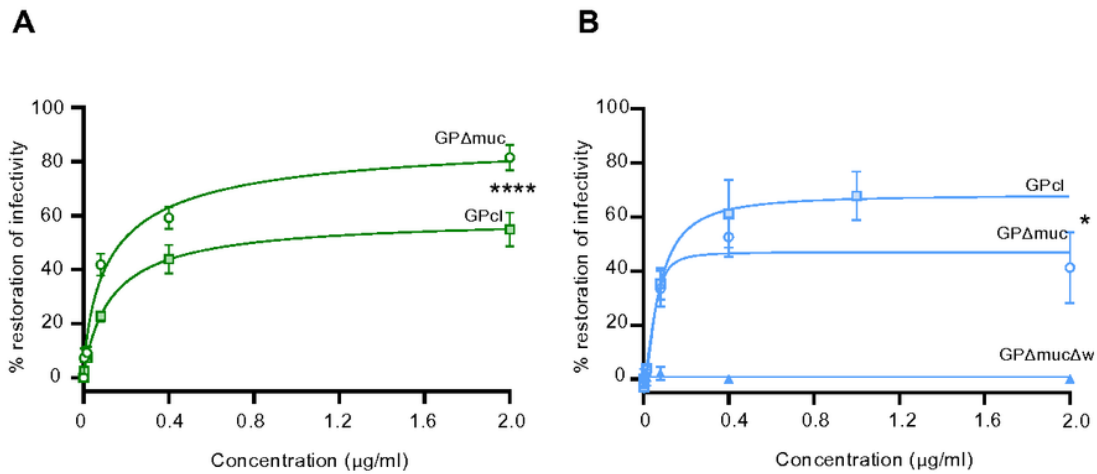 A
% restoration of infectivity
100
80
60
40
20
0
GPΔmuc
****
GPcl
0 0.4 0.8 1.2 1.6 2.0
Concentration (µg/ml)
B
% restoration of infectivity
100
80
60
40
20
0
GPcl
*
GPΔmuc
GPΔmucΔw
0 0.4 0.8 1.2 1.6 2.0
Concentration (µg/ml)